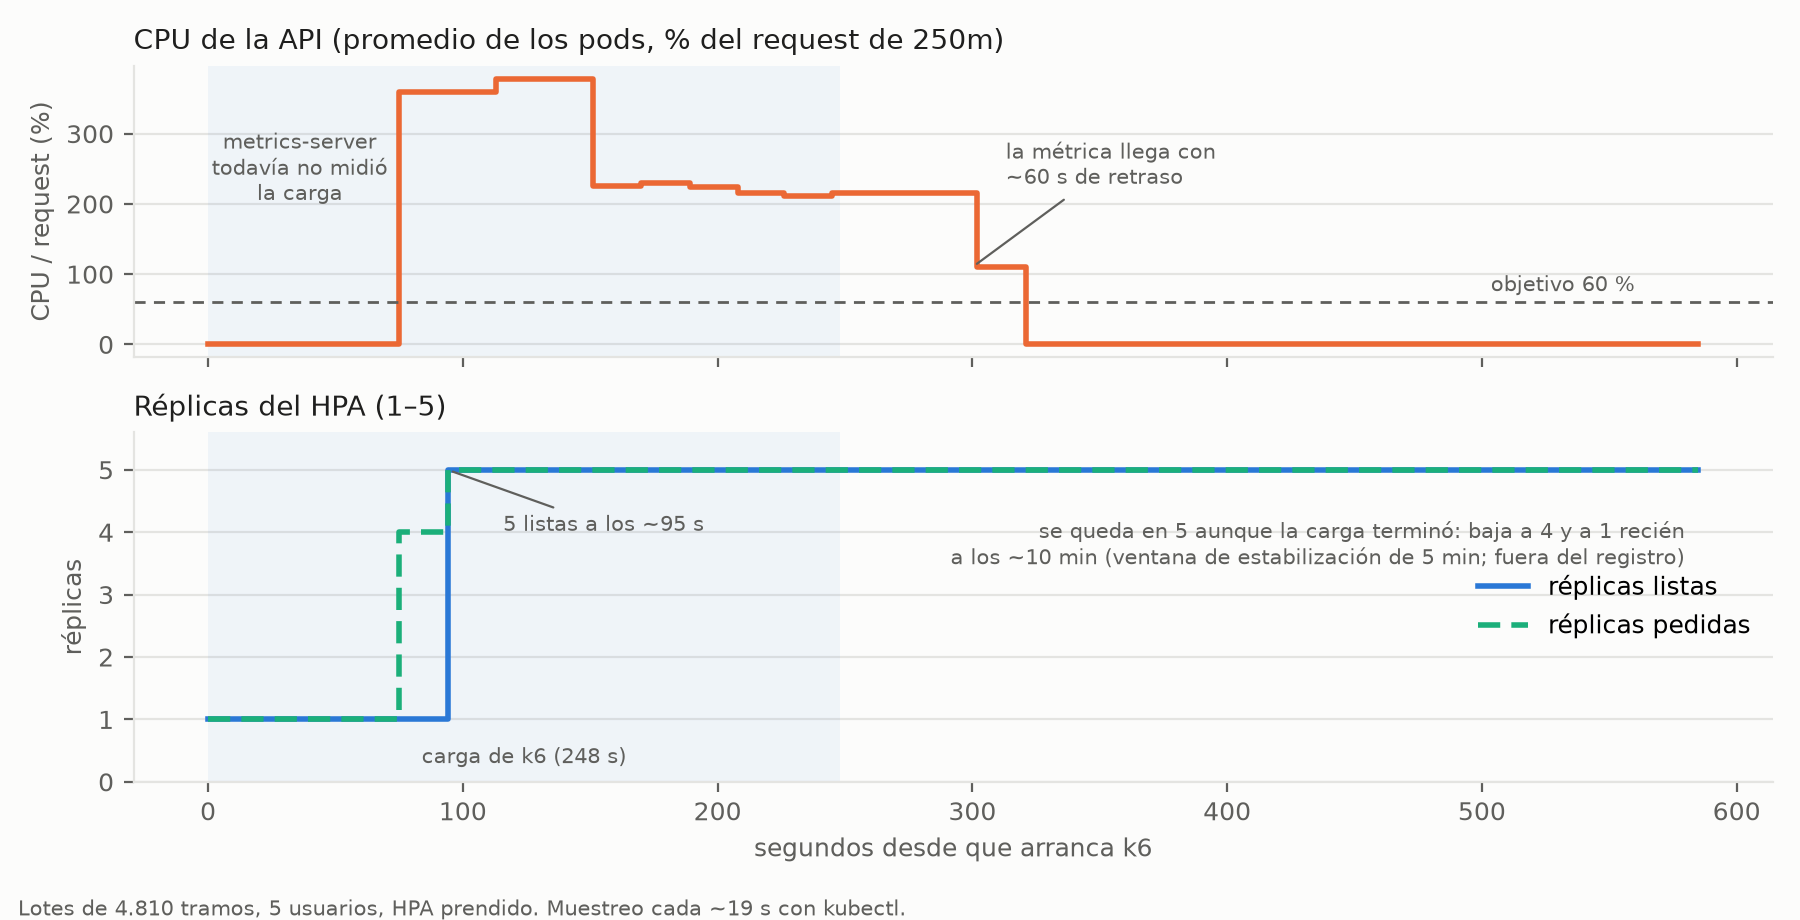 CPU de la API (promedio de los pods, % del request de 250m)
CPU / request (%)
300
200
100
0
metrics-server
todavía no midió
la carga
la métrica llega con
~60 s de retraso
objetivo 60 %
Réplicas del HPA (1–5)
réplicas
5
4
3
2
1
0
5 listas a los ~95 s
se queda en 5 aunque la carga terminó: baja a 4 y a 1 recién
a los ~10 min (ventana de estabilización de 5 min; fuera del registro)
réplicas listas
réplicas pedidas
carga de k6 (248 s)
0
100
200
300
400
500
600
segundos desde que arranca k6
Lotes de 4.810 tramos, 5 usuarios, HPA prendido. Muestreo cada ~19 s con kubectl.